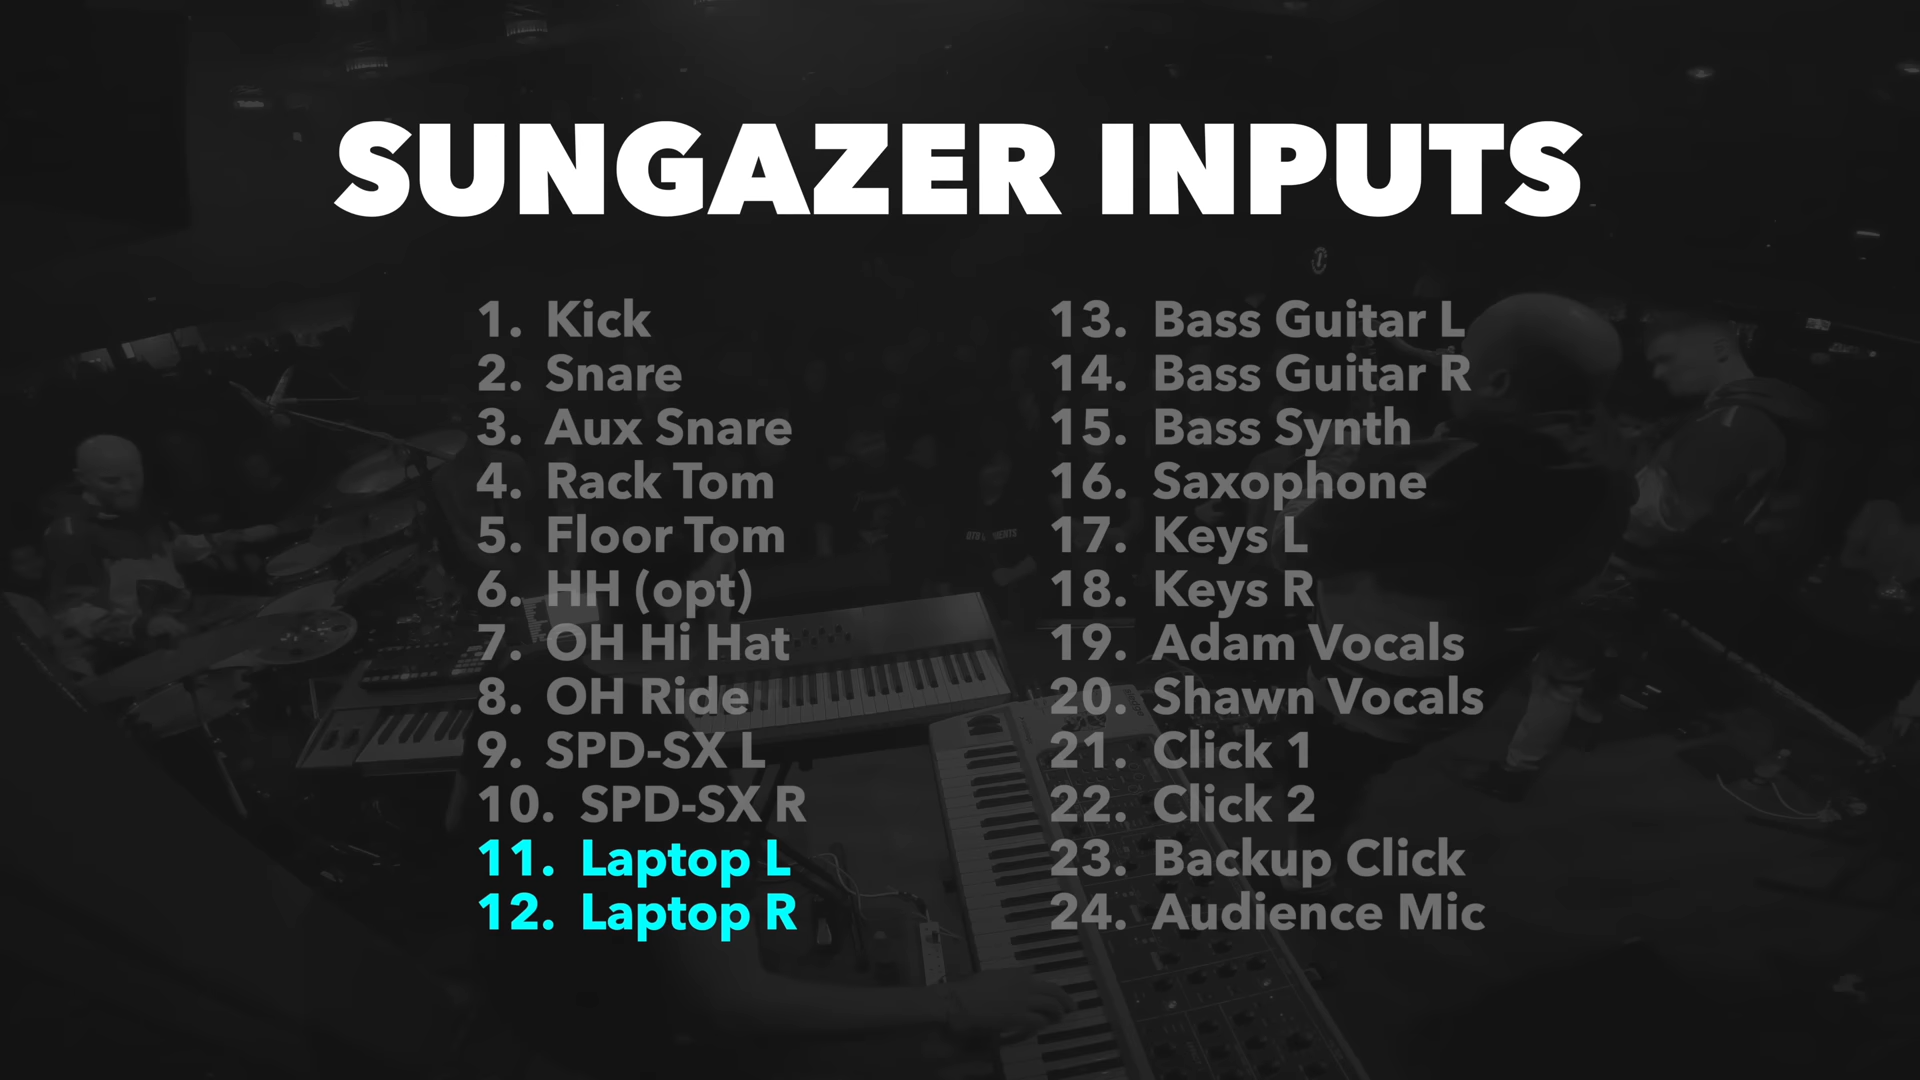 SUNGAZER INPUTS
1. Kick
2. Snare
3. Aux Snare
4. Rack Tom
5. Floor Tom
6. HH (opt)
7. OH Hi Hat
8. OH Ride
9. SPD-SX L
10. SPD-SX R
11. Laptop L
12. Laptop R
13. Bass Guitar L
14. Bass Guitar R
15. Bass Synth
16. Saxophone
17. Keys L
18. Keys R
19. Adam Vocals
20. Shawn Vocals
21. Click 1
22. Click 2
23. Backup Click
24. Audience Mic